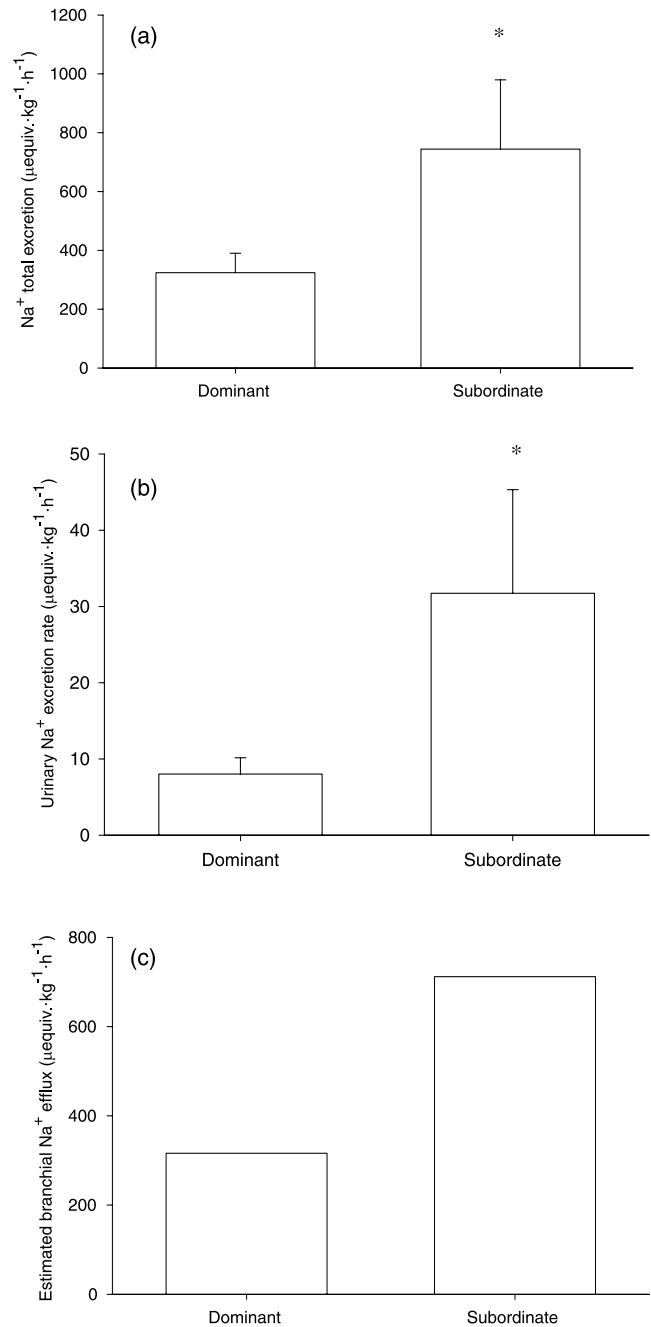 (a)
*
Na⁺ total excretion (μequiv.·kg⁻¹·h⁻¹)
1200
1000
800
600
400
200
0
Dominant Subordinate
(b)
*
Urinary Na⁺ excretion rate (μequiv.·kg⁻¹·h⁻¹)
50
40
30
20
10
0
Dominant Subordinate
(c)
Estimated branchial Na⁺ efflux (μequiv.·kg⁻¹·h⁻¹)
800
600
400
200
0
Dominant Subordinate